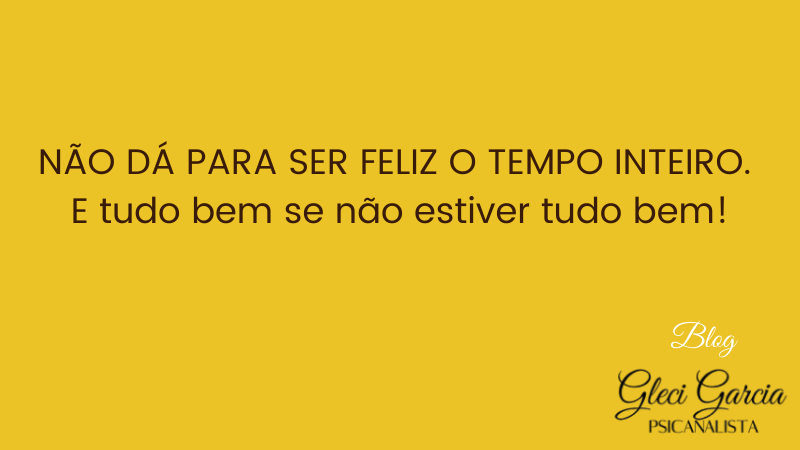 NÃO DÁ PARA SER FELIZ O TEMPO INTEIRO.
E tudo bem se não estiver tudo bem!
Blog
Gleci Garcia
PSICANALISTA